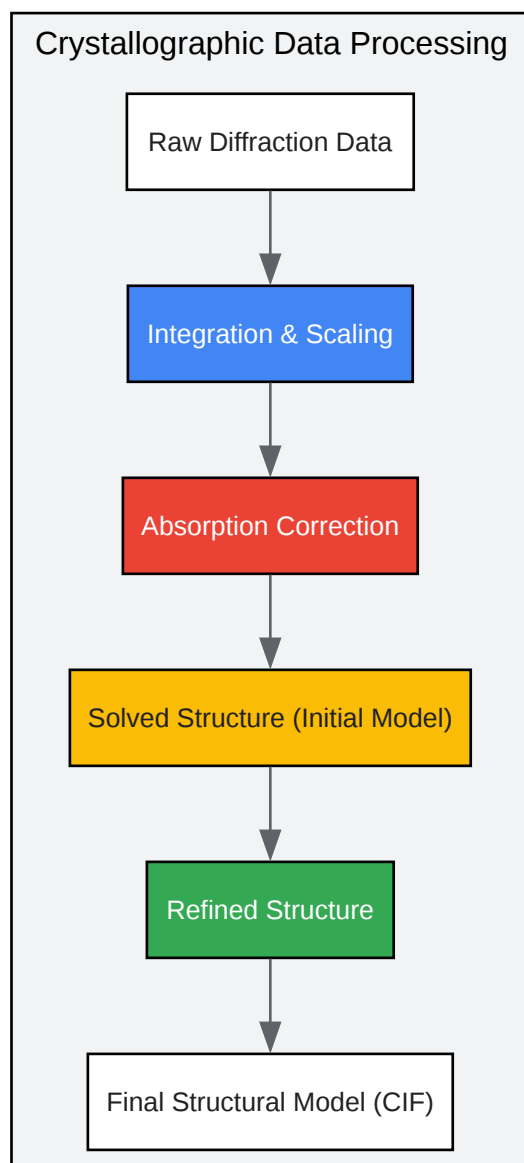 Crystallographic Data Processing
Raw Diffraction Data
Integration & Scaling
Absorption Correction
Solved Structure (Initial Model)
Refined Structure
Final Structural Model (CIF)